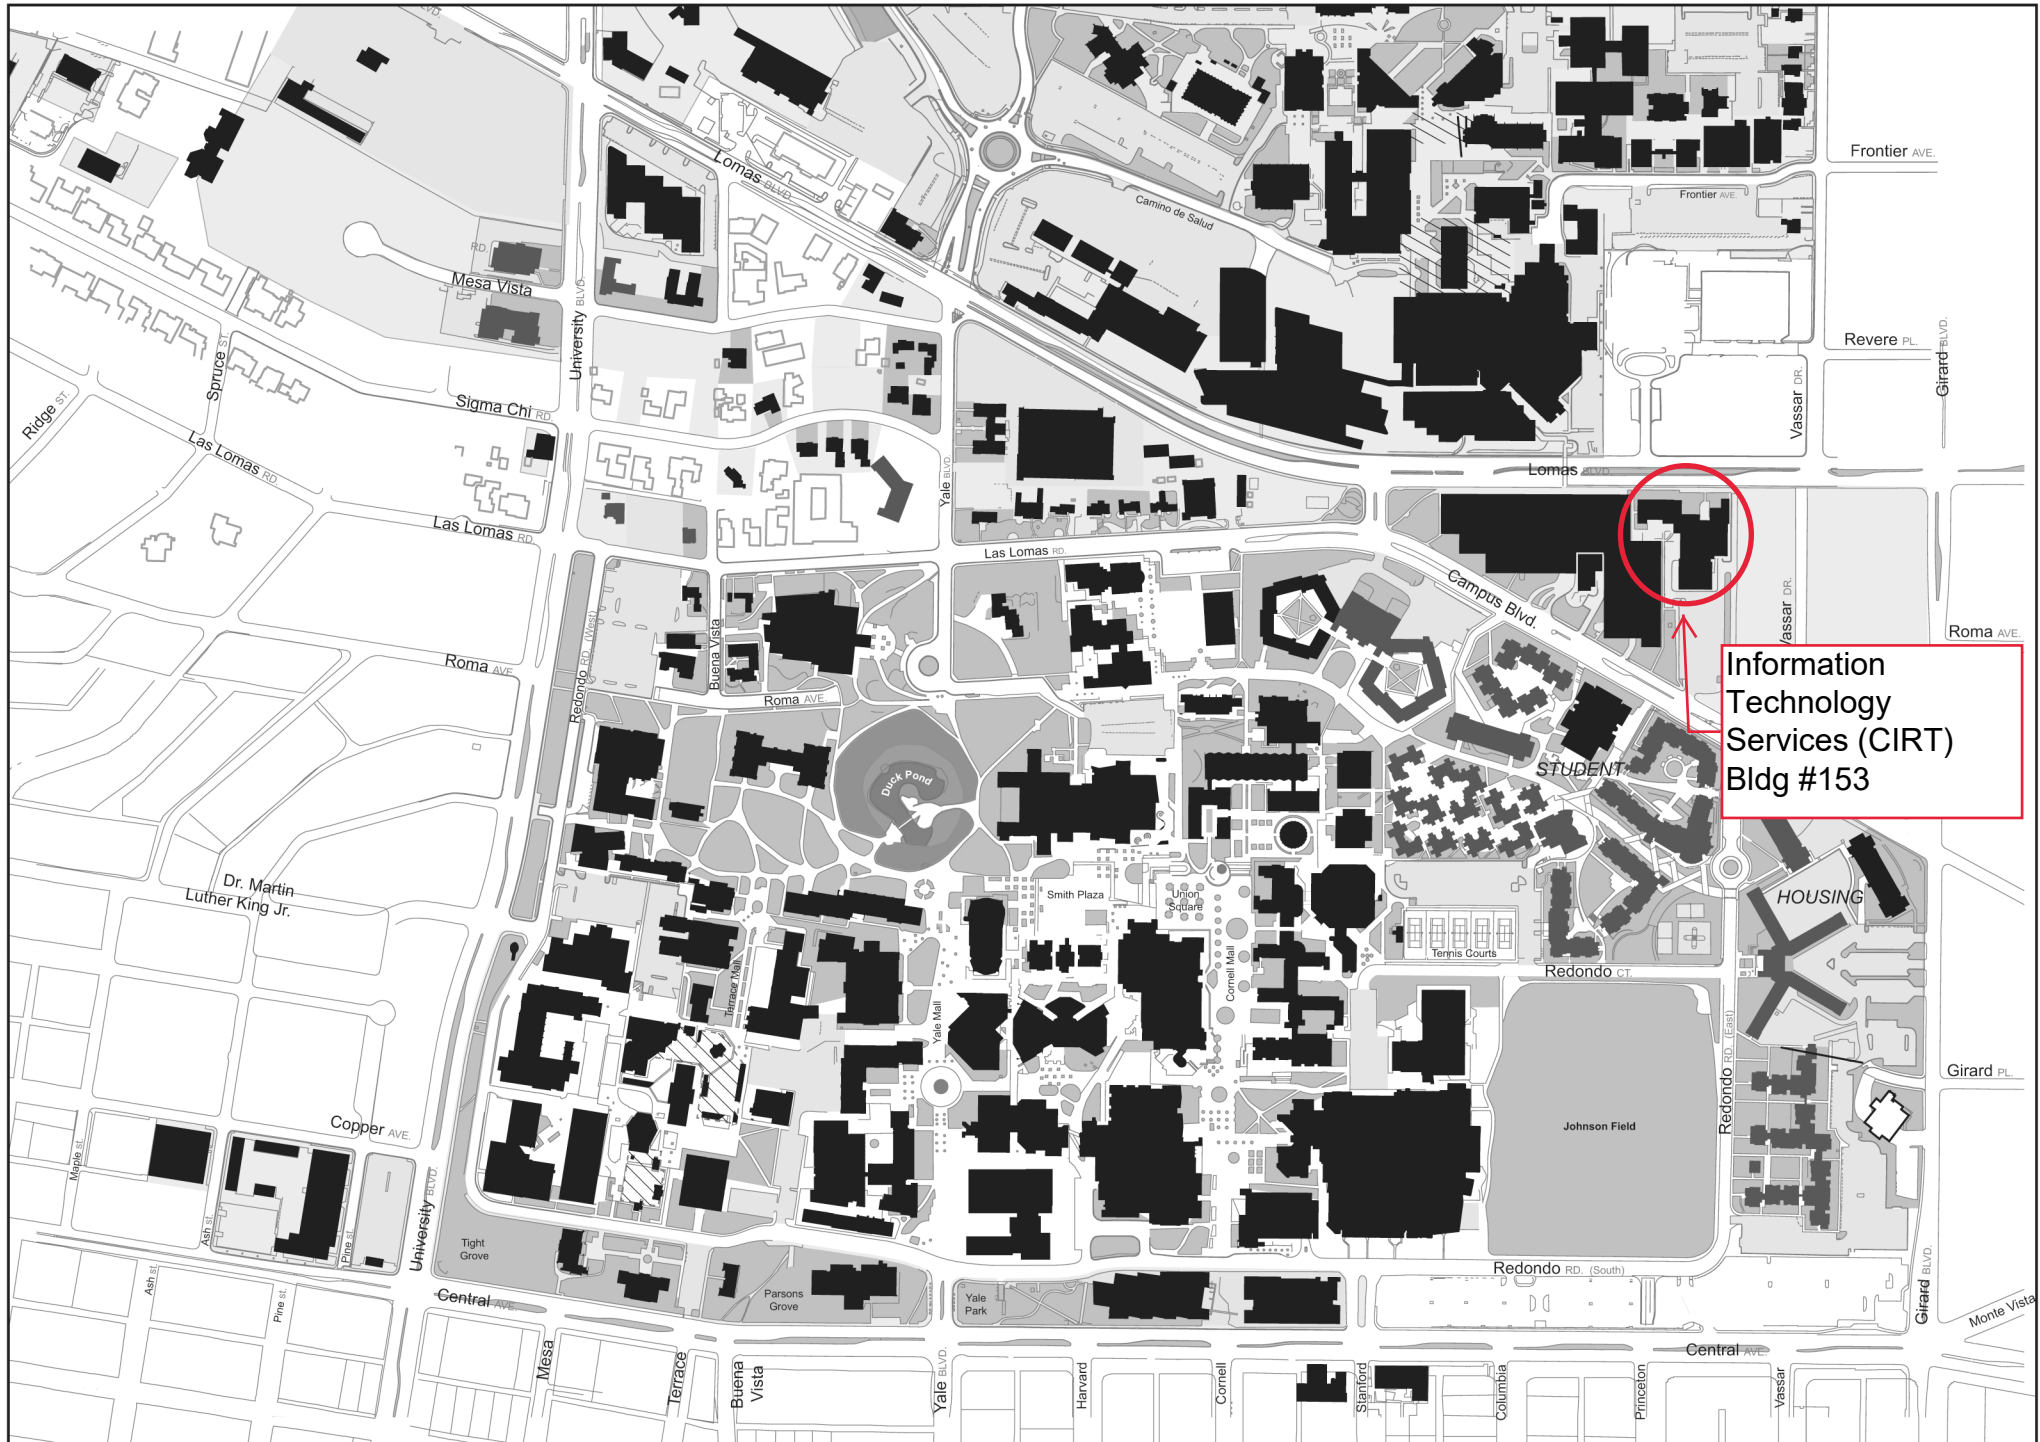 BLVD.
Lomas BLVD.
Frontier AVE.
Frontier AVE.
Camino de Salud
RD.
Mesa Vista
University BLVD.
Revere PL.
Girard BLVD.
Spruce ST.
Vassar DR.
Ridge ST.
Sigma Chi RD
Las Lomas RD.
Lomas BLVD
Yale BLVD.
Las Lomas RD.
Las Lomas RD.
Campus Blvd.
Vassar DR.
Redondo RD. (West)
Buena Vista
Roma AVE.
Roma AVE
Roma AVE.
Information
Technology
Services (CIRT)
Bldg #153
Duck Pond
STUDENT
Dr. Martin
Luther King Jr.
Smith Plaza
Union
Square
HOUSING
Cornell Mall
Tennis Courts
Terrace Mall
Redondo CT.
Yale Mall
Redondo RD. (East)
Girard PL.
Copper AVE.
Johnson Field
Maple st.
Ash st.
Pine st.
University BLVD.
Tight
Grove
Redondo RD. (South)
Girard BLVD.
Ash st.
Pine st.
Central AVE.
Parsons
Grove
Yale
Park
Monte Vista
Central AVE.
Mesa
Terrace
Buena
Vista
Yale BLVD.
Harvard
Cornell
Stanford
Columbia
Princeton
Vassar